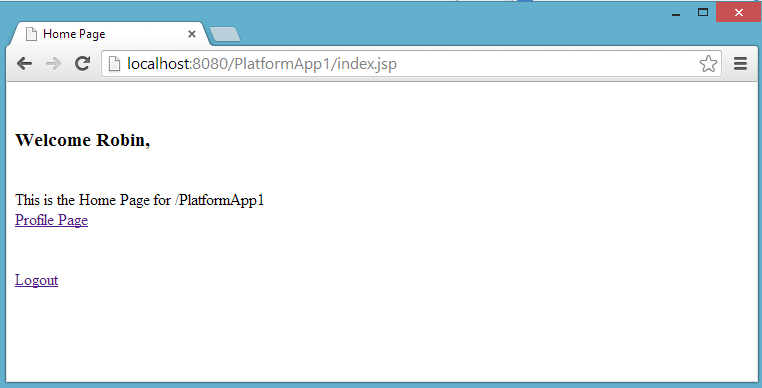 Home Page
localhost:8080/PlatformApp1/index.jsp
Welcome Robin,
This is the Home Page for /PlatformApp1
Profile Page
Logout